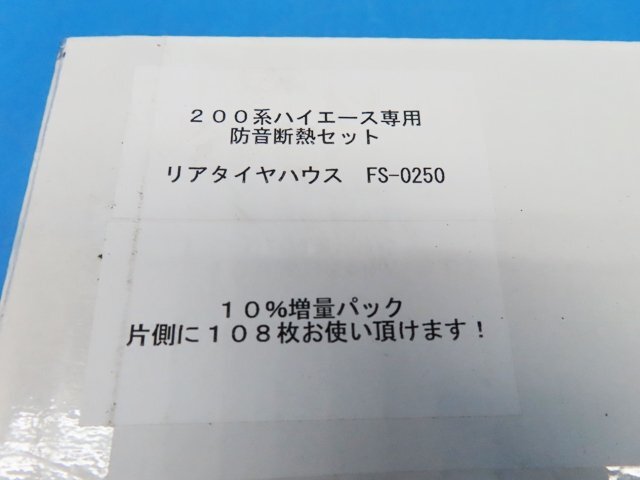 ２００系ハイエース専用
防音断熱セット
リアタイヤハウス　FS-0250
１０％増量パック
片側に１０８枚お使い頂けます！